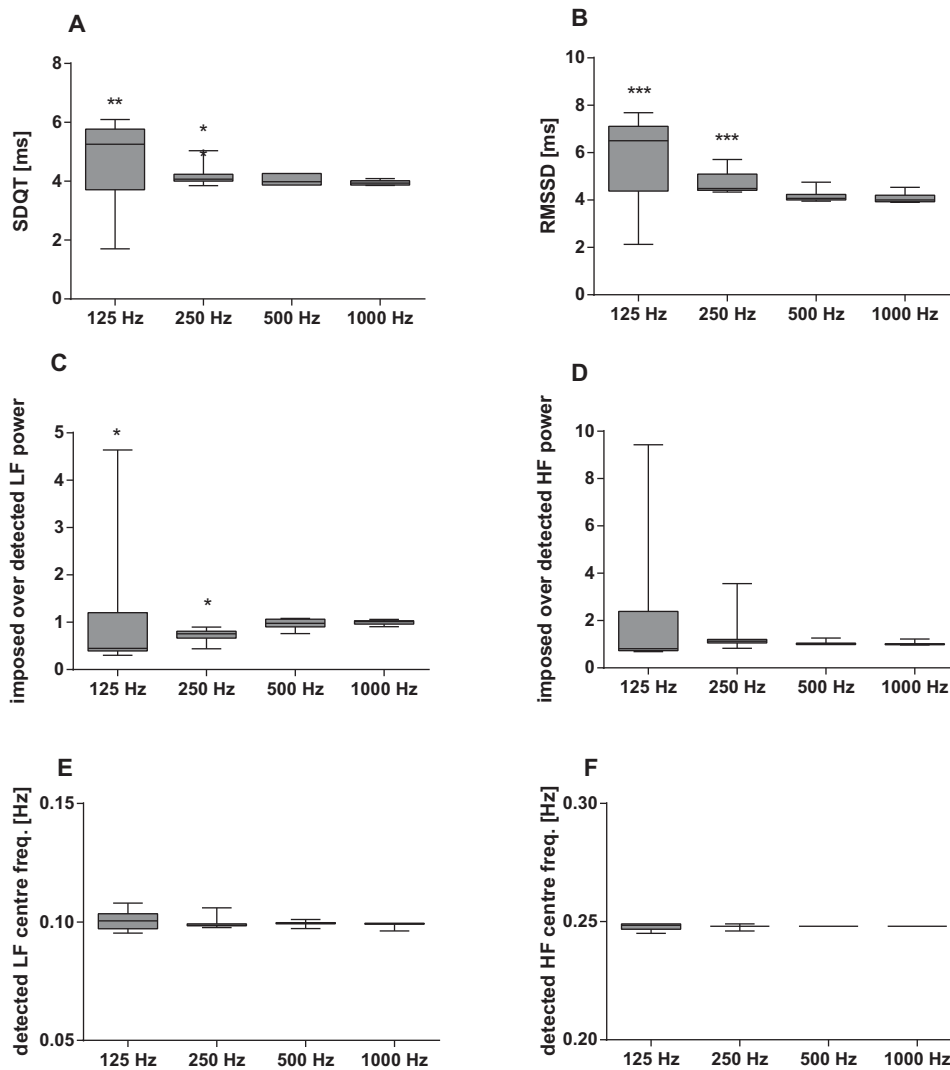 A
SDQT [ms]
8
6
4
2
0
**
*
*
125 Hz 250 Hz 500 Hz 1000 Hz
B
RMSSD [ms]
10
8
6
4
2
0
***
***
125 Hz 250 Hz 500 Hz 1000 Hz
C
imposed over detected LF power
5
4
3
2
1
0
*
*
125 Hz 250 Hz 500 Hz 1000 Hz
D
imposed over detected HF power
10
8
6
4
2
0
125 Hz 250 Hz 500 Hz 1000 Hz
E
detected LF centre freq. [Hz]
0.15
0.10
0.05
125 Hz 250 Hz 500 Hz 1000 Hz
F
detected HF centre freq. [Hz]
0.30
0.25
0.20
125 Hz 250 Hz 500 Hz 1000 Hz